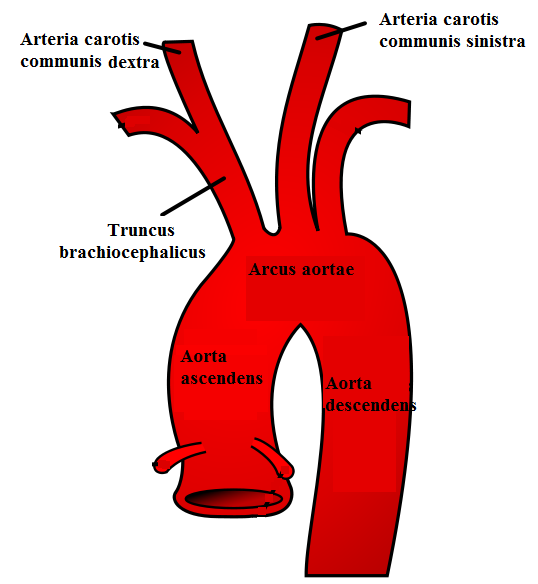 Arteria carotis
communis dextra
Arteria carotis
communis sinistra
Truncus
brachiocephalicus
Arcus aortae
Aorta
ascendens
Aorta
descendens